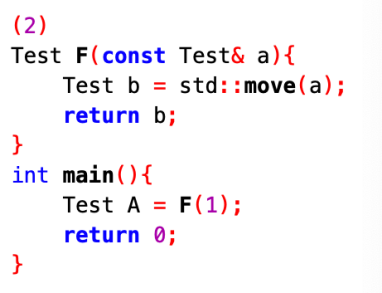 (2)
Test F(const Test& a){
    Test b = std::move(a);
    return b;
}
int main(){
    Test A = F(1);
    return 0;
}